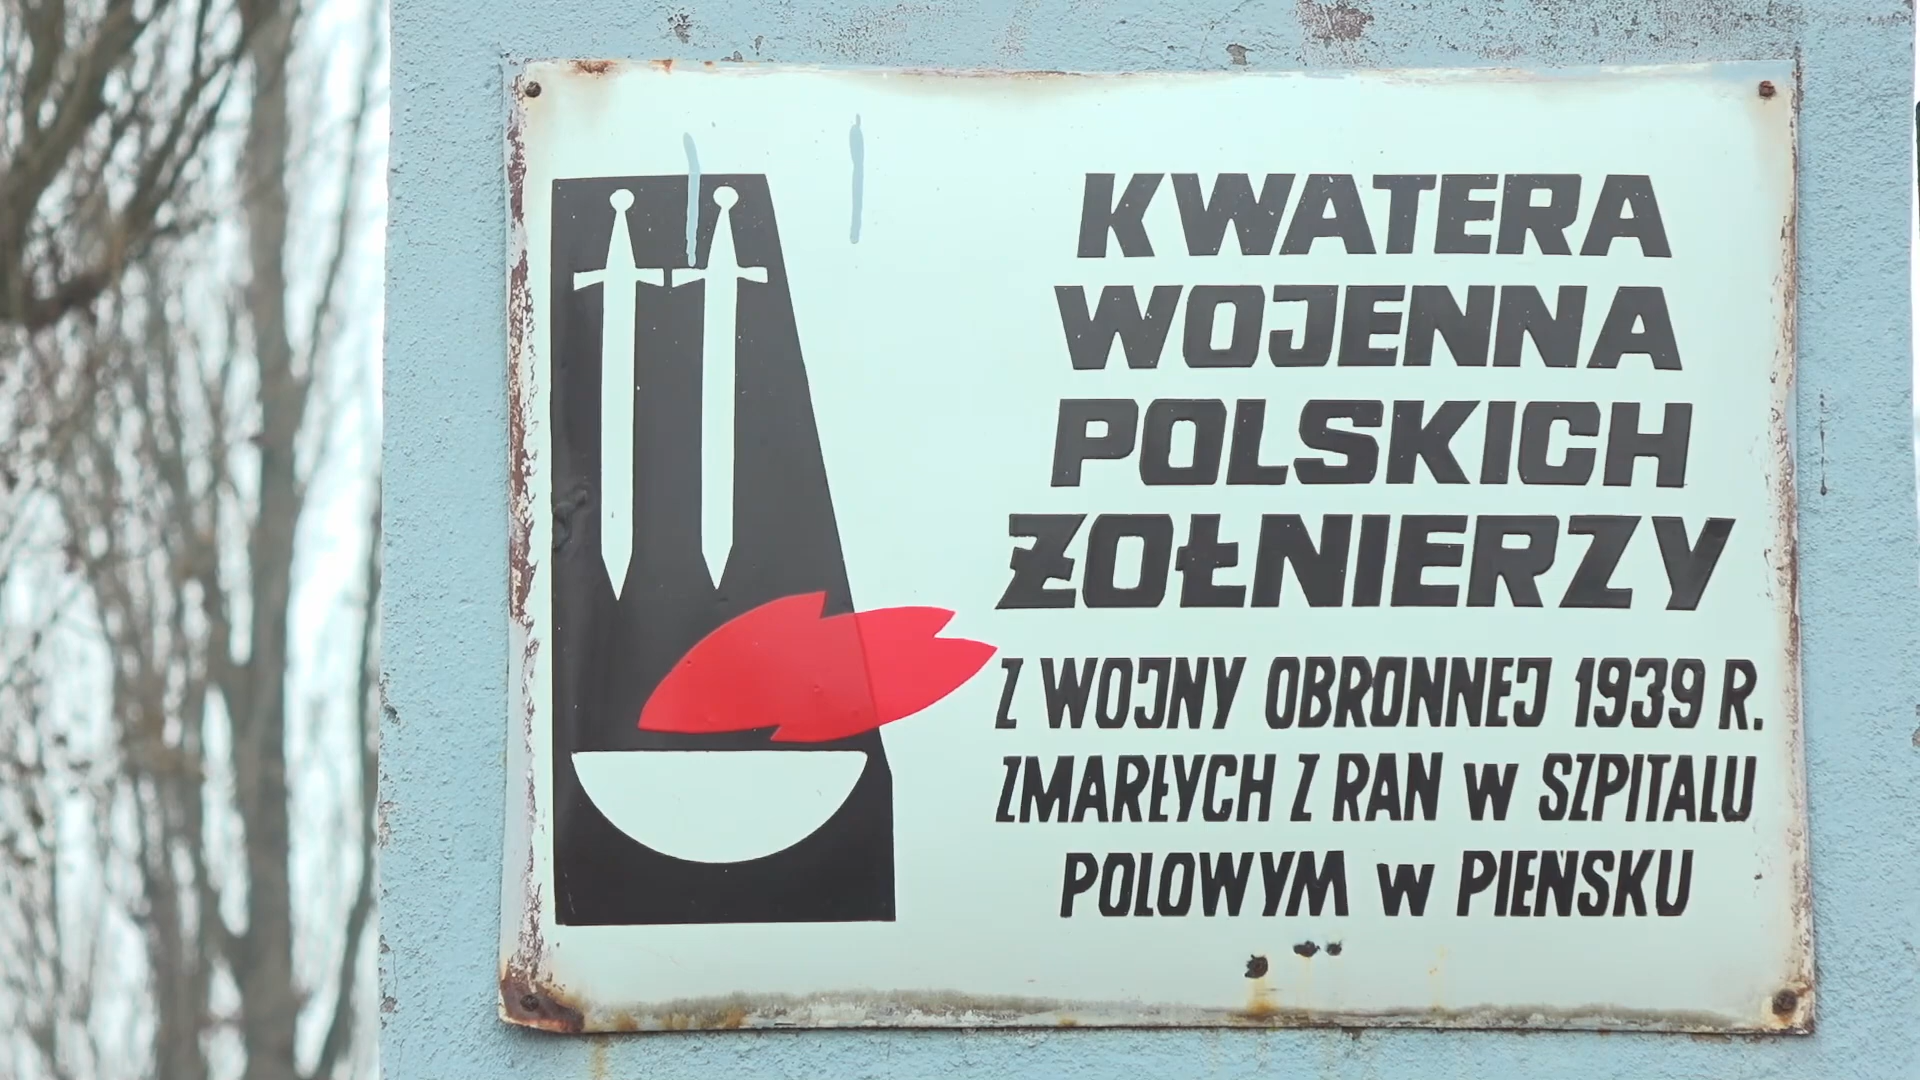 KWATERA
WOJENNA
POLSKICH
ŻOŁNIERZY
Z WOJNY OBRONNEJ 1939 R.
ZMARŁYCH Z RAN w SZPITALU
POLOWYM w PIEŃSKU